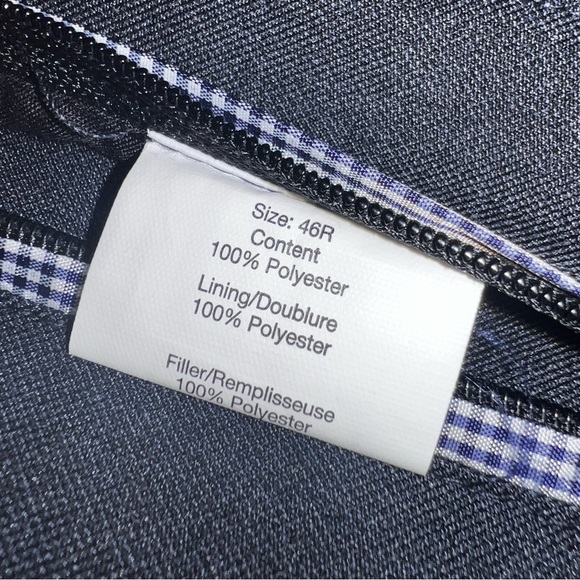 Size: 46R
Content
100% Polyester
Lining/Doublure
100% Polyester
Filler/Remplisseuse
100% Polyester